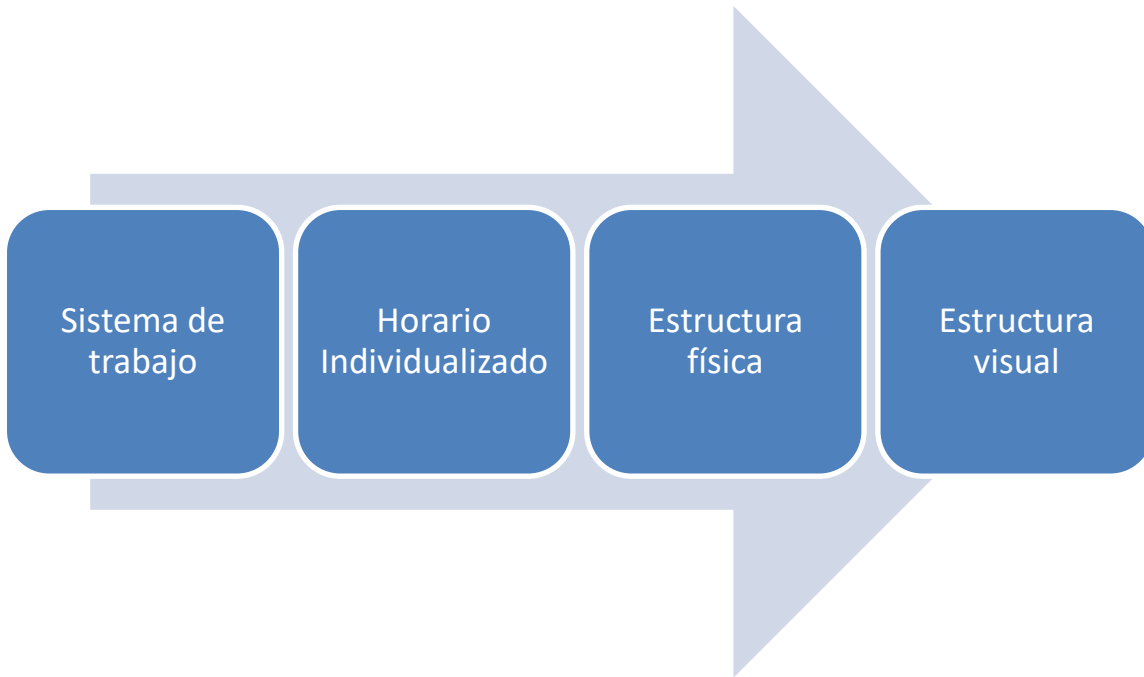 Sistema de
trabajo
Horario
Individualizado
Estructura
física
Estructura
visual